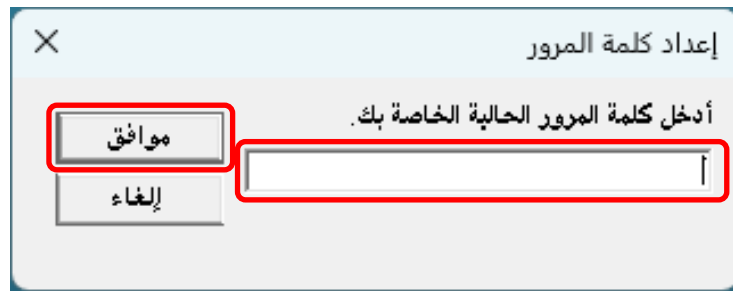 إعداد كلمة المرور
أدخل كلمة المرور الحالية الخاصة بك.
موافق
إلغاء